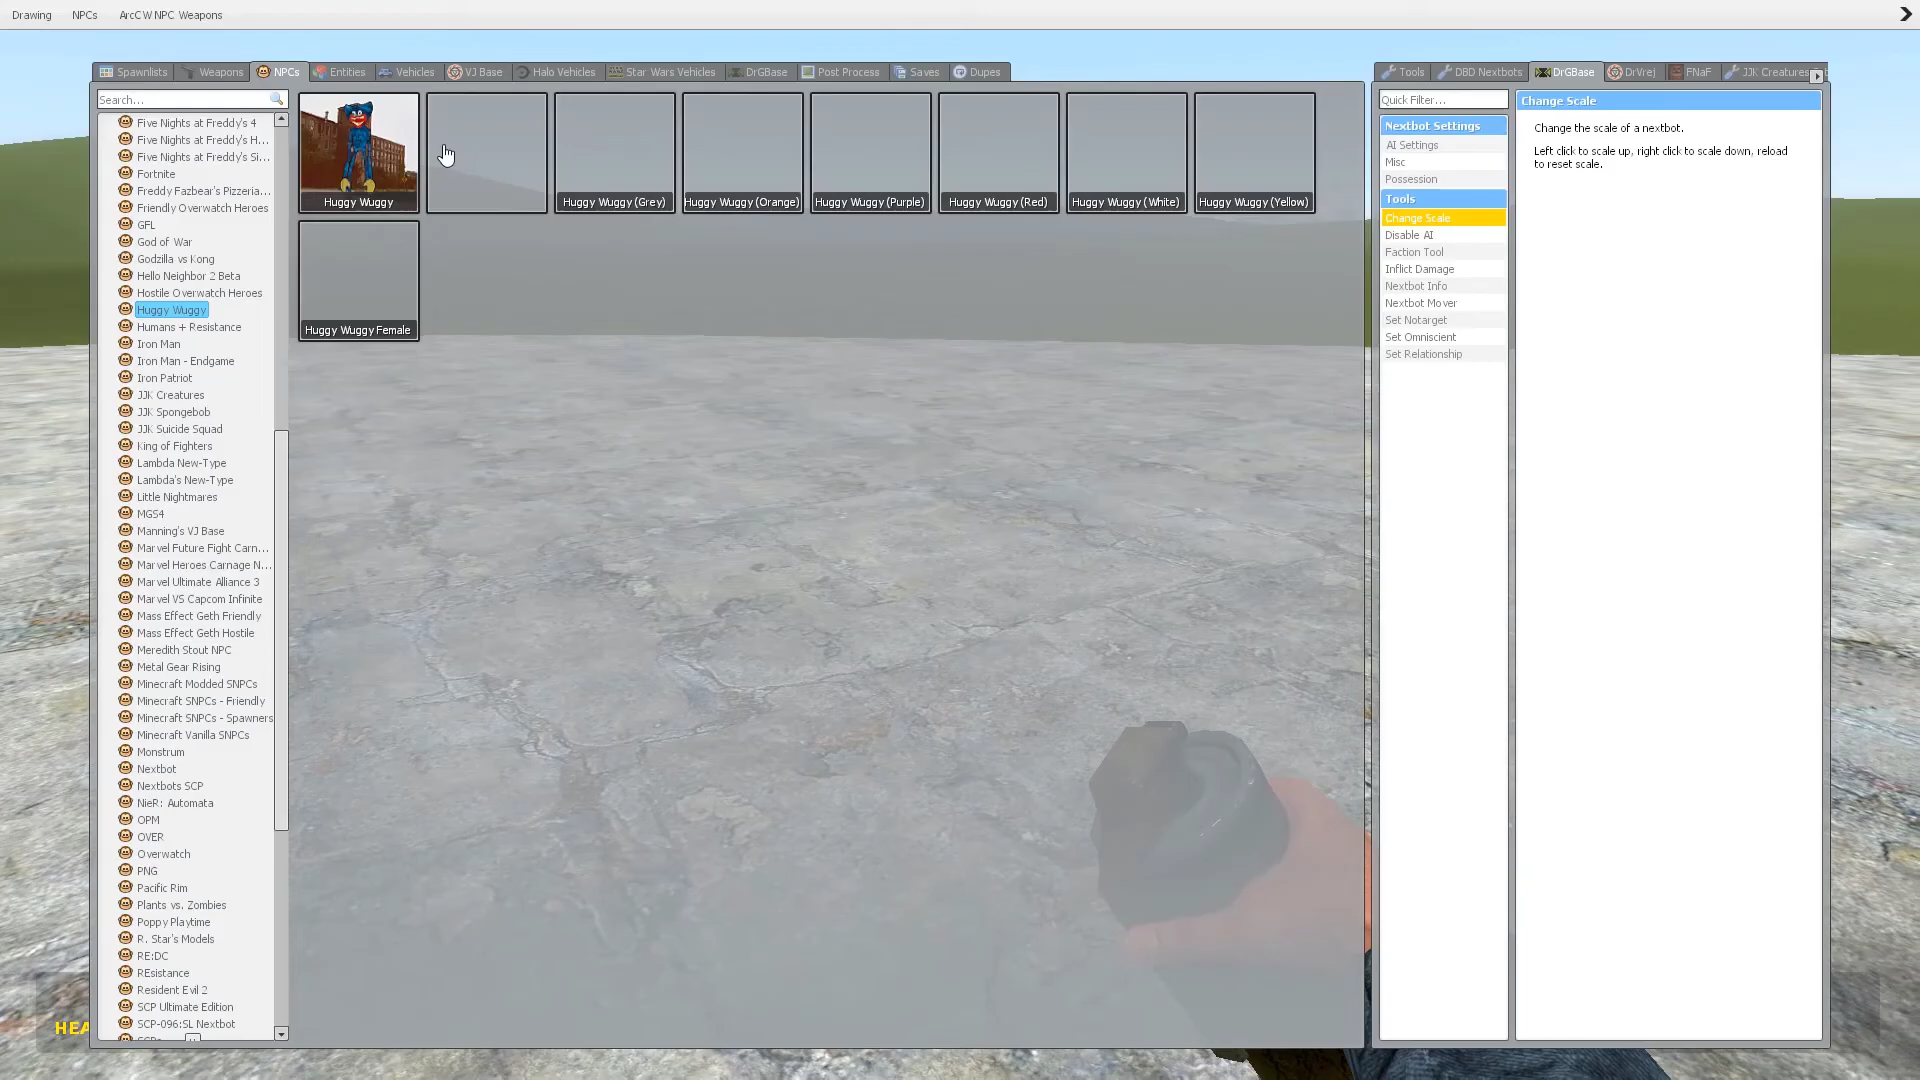 Drawing NPCs ArcCW NPC Weapons
Spawnlists Weapons NPCs Entities Vehicles VJ Base Halo Vehicles Star Wars Vehicles DrGBase Post Process Saves Dupes
Search...
Five Nights at Freddy's 4
Five Nights at Freddy's H...
Five Nights at Freddy's Si...
Fortnite
Freddy Fazbear's Pizzeria...
Friendly Overwatch Heroes
GFL
God of War
Godzilla vs Kong
Hello Neighbor 2 Beta
Hostile Overwatch Heroes
Huggy Wuggy
Humans + Resistance
Iron Man
Iron Man - Endgame
Iron Patriot
JJK Creatures
JJK Spongebob
JJK Suicide Squad
King of Fighters
Lambda New-Type
Lambda's New-Type
Little Nightmares
MGS4
Manning's VJ Base
Marvel Future Fight Carn...
Marvel Heroes Carnage N...
Marvel Ultimate Alliance 3
Marvel VS Capcom Infinite
Mass Effect Geth Friendly
Mass Effect Geth Hostile
Meredith Stout NPC
Metal Gear Rising
Minecraft Modded SNPCs
Minecraft SNPCs - Friendly
Minecraft SNPCs - Spawners
Minecraft Vanilla SNPCs
Monstrum
Nextbot
Nextbots SCP
NieR: Automata
OPM
OVER
Overwatch
PNG
Pacific Rim
Plants vs. Zombies
Poppy Playtime
R. Star's Models
RE:DC
REsistance
Resident Evil 2
SCP Ultimate Edition
SCP-096:SL Nextbot
Huggy Wuggy
Huggy Wuggy (Grey)
Huggy Wuggy (Orange)
Huggy Wuggy (Purple)
Huggy Wuggy (Red)
Huggy Wuggy (White)
Huggy Wuggy (Yellow)
Huggy Wuggy Female
HEA
Tools DBD Nextbots DrGBase DrVrej FNaF JJK Creatures
Quick Filter...
Nextbot Settings
AI Settings
Misc
Possession
Tools
Change Scale
Disable AI
Faction Tool
Inflict Damage
Nextbot Info
Nextbot Mover
Set Notarget
Set Omniscient
Set Relationship
Change Scale
Change the scale of a nextbot.
Left click to scale up, right click to scale down, reload
to reset scale.